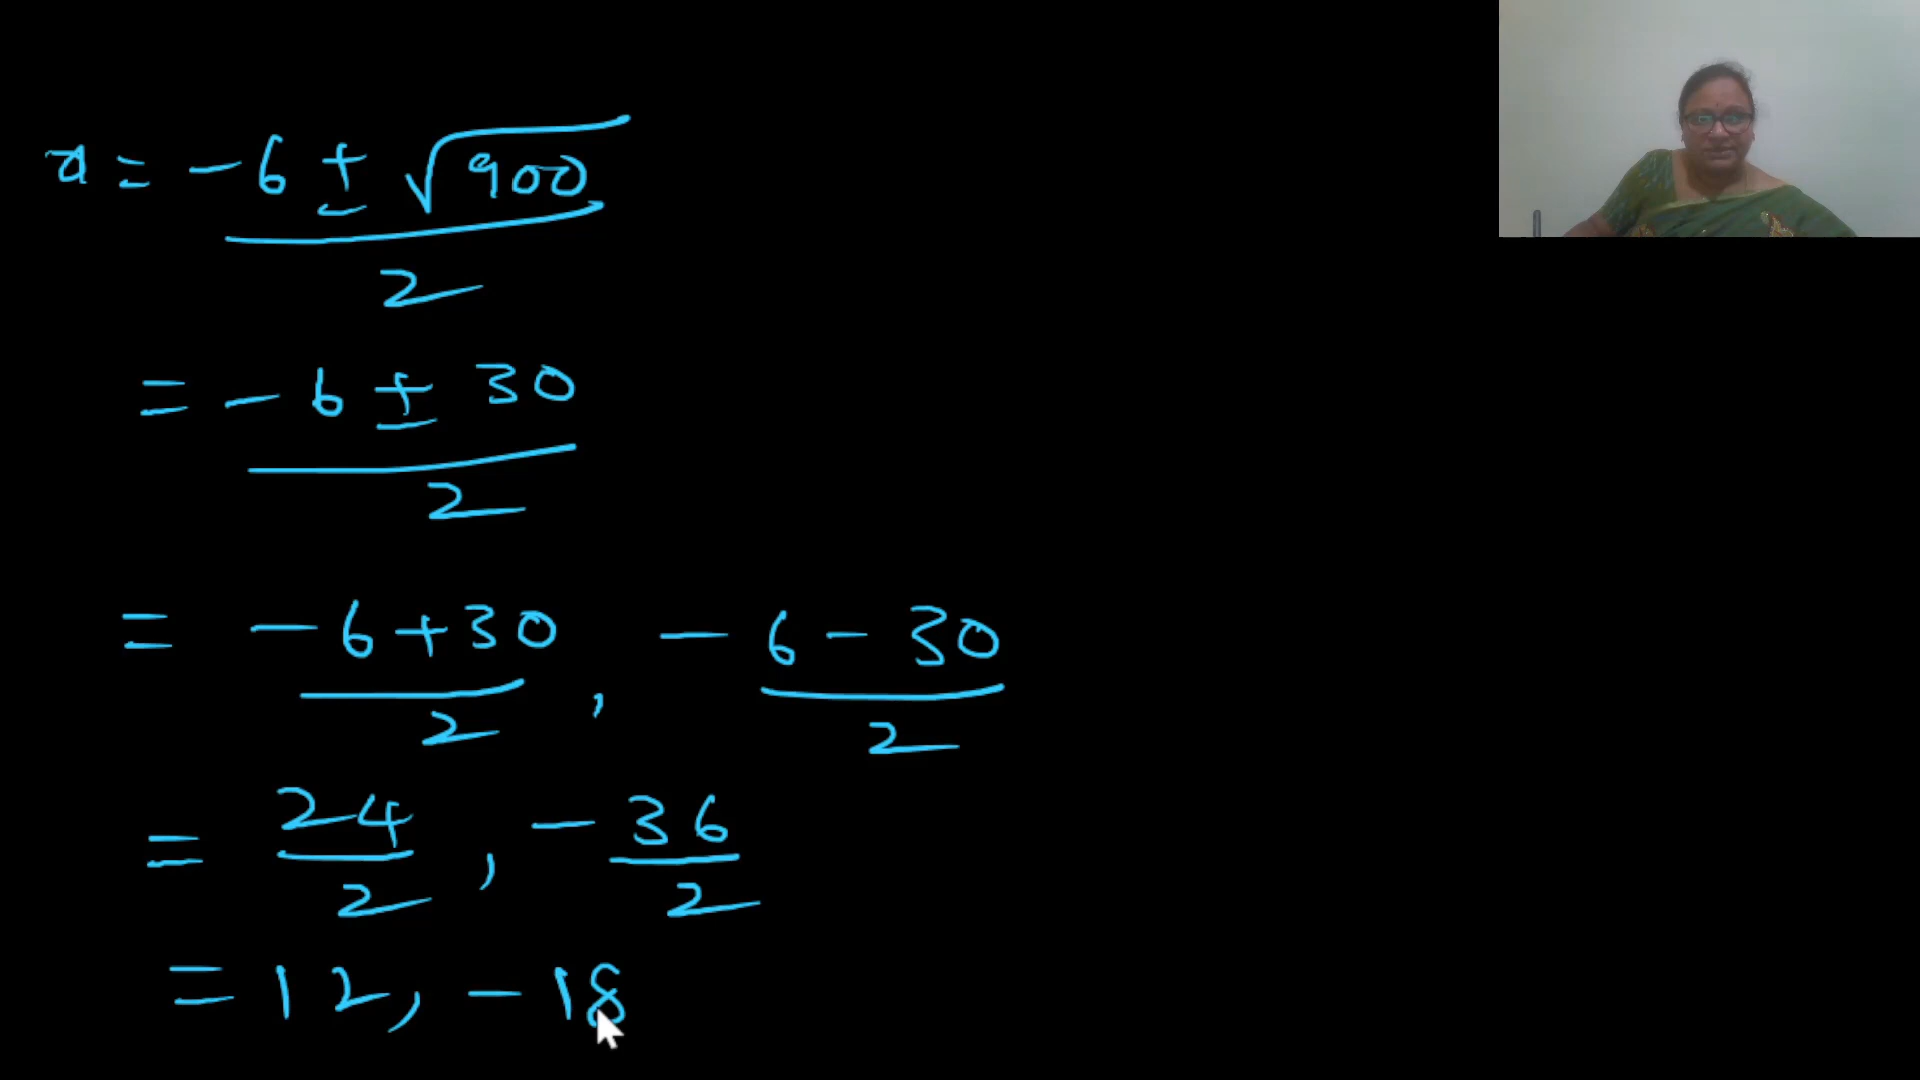 x = -6 ± √900 / 2
= -6 ± 30 / 2
= -6+30 / 2 , -6-30 / 2
= 24 / 2 , -36 / 2
= 12, -18